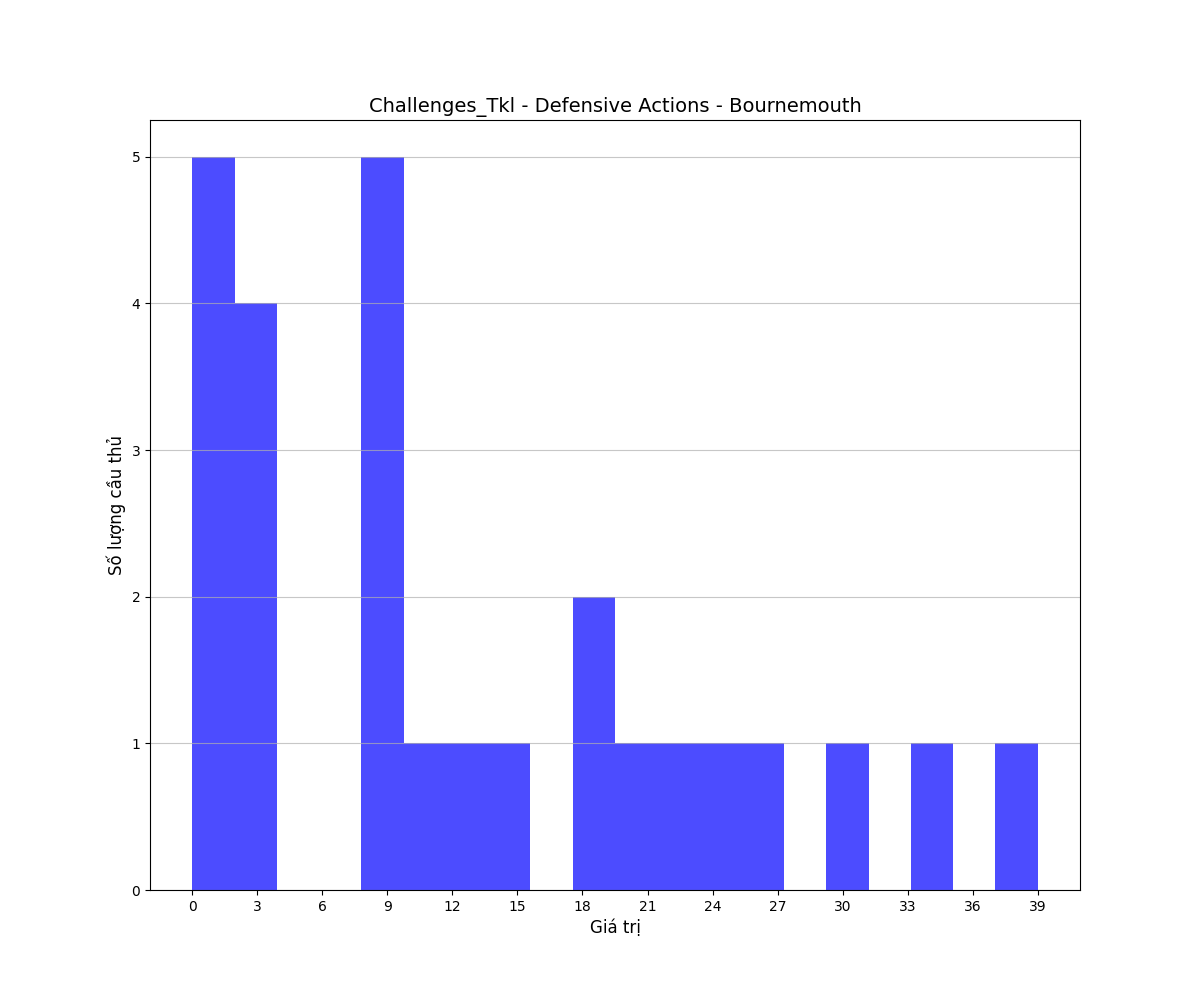 Challenges_Tkl - Defensive Actions - Bournemouth
5
4
3
2
1
0
Số lượng cầu thủ
0 3 6 9 12 15 18 21 24 27 30 33 36 39
Giá trị